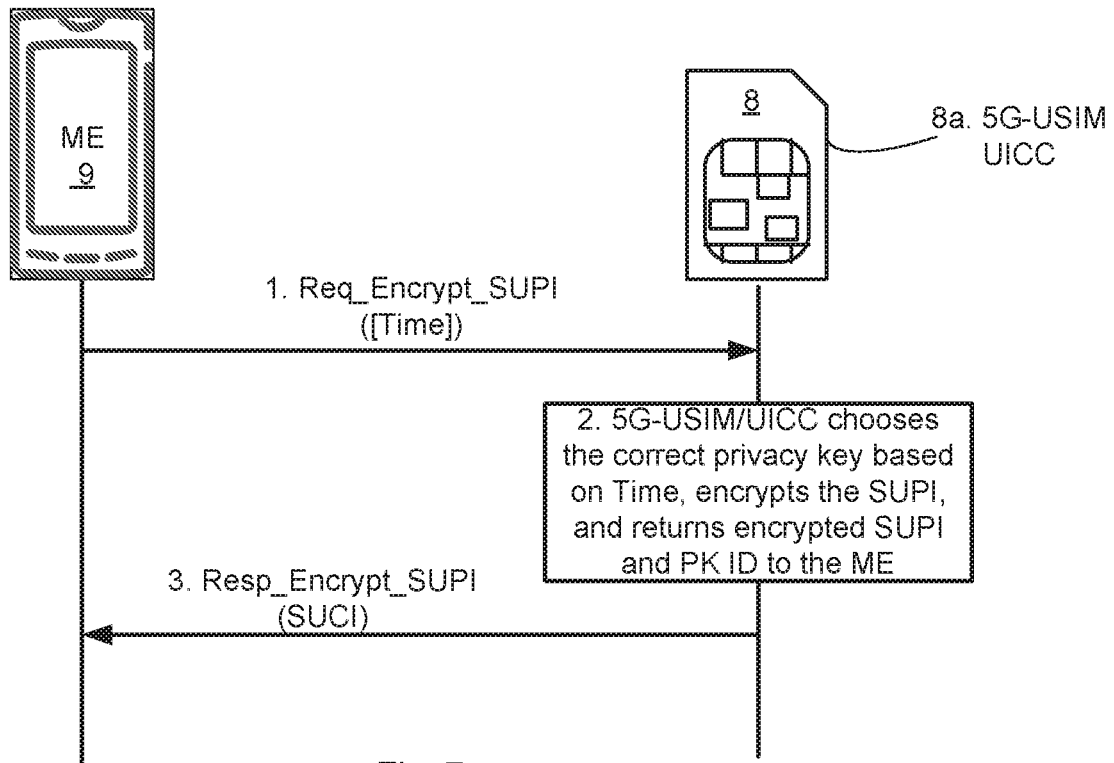 ME
9
8
8a. 5G-USIM
UICC
1. Req_Encrypt_SUPI
([Time])
2. 5G-USIM/UICC chooses
the correct privacy key based
on Time, encrypts the SUPI,
and returns encrypted SUPI
and PK ID to the ME
3. Resp_Encrypt_SUPI
(SUCI)